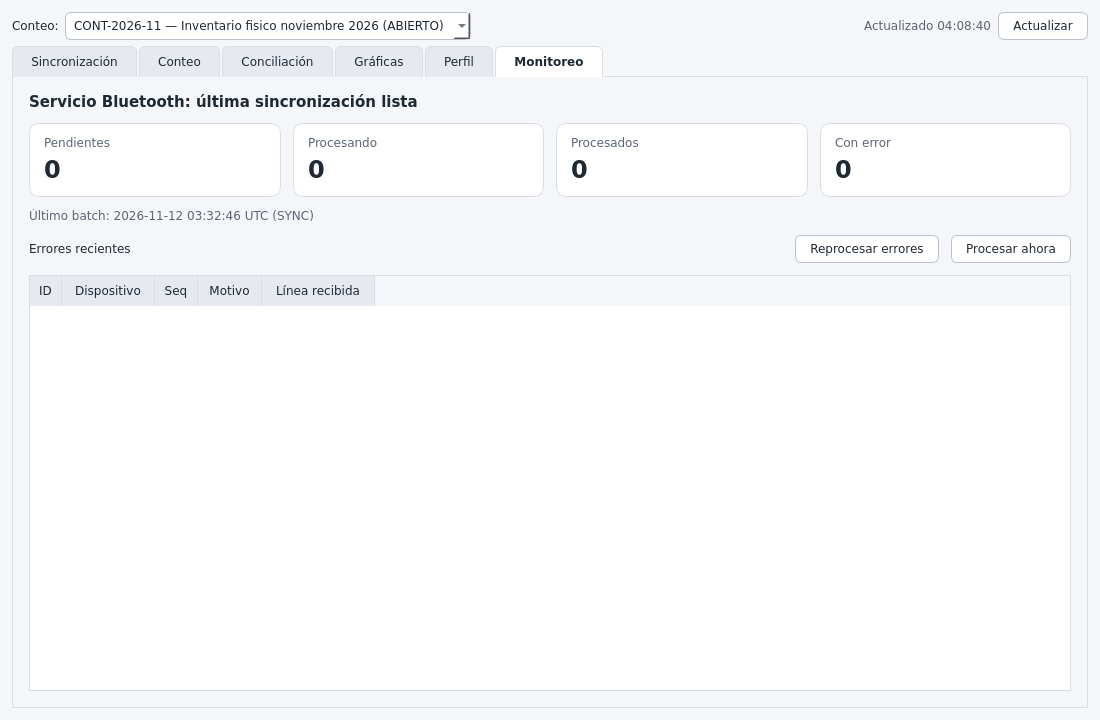 Conteo: CONT-2026-11 — Inventario fisico noviembre 2026 (ABIERTO) Actualizado 04:08:40 Actualizar
Sincronización Conteo Conciliación Gráficas Perfil Monitoreo
Servicio Bluetooth: última sincronización lista
Pendientes Procesando Procesados Con error
0 0 0 0
Último batch: 2026-11-12 03:32:46 UTC (SYNC)
Errores recientes Reprocesar errores Procesar ahora
ID Dispositivo Seq Motivo Línea recibida